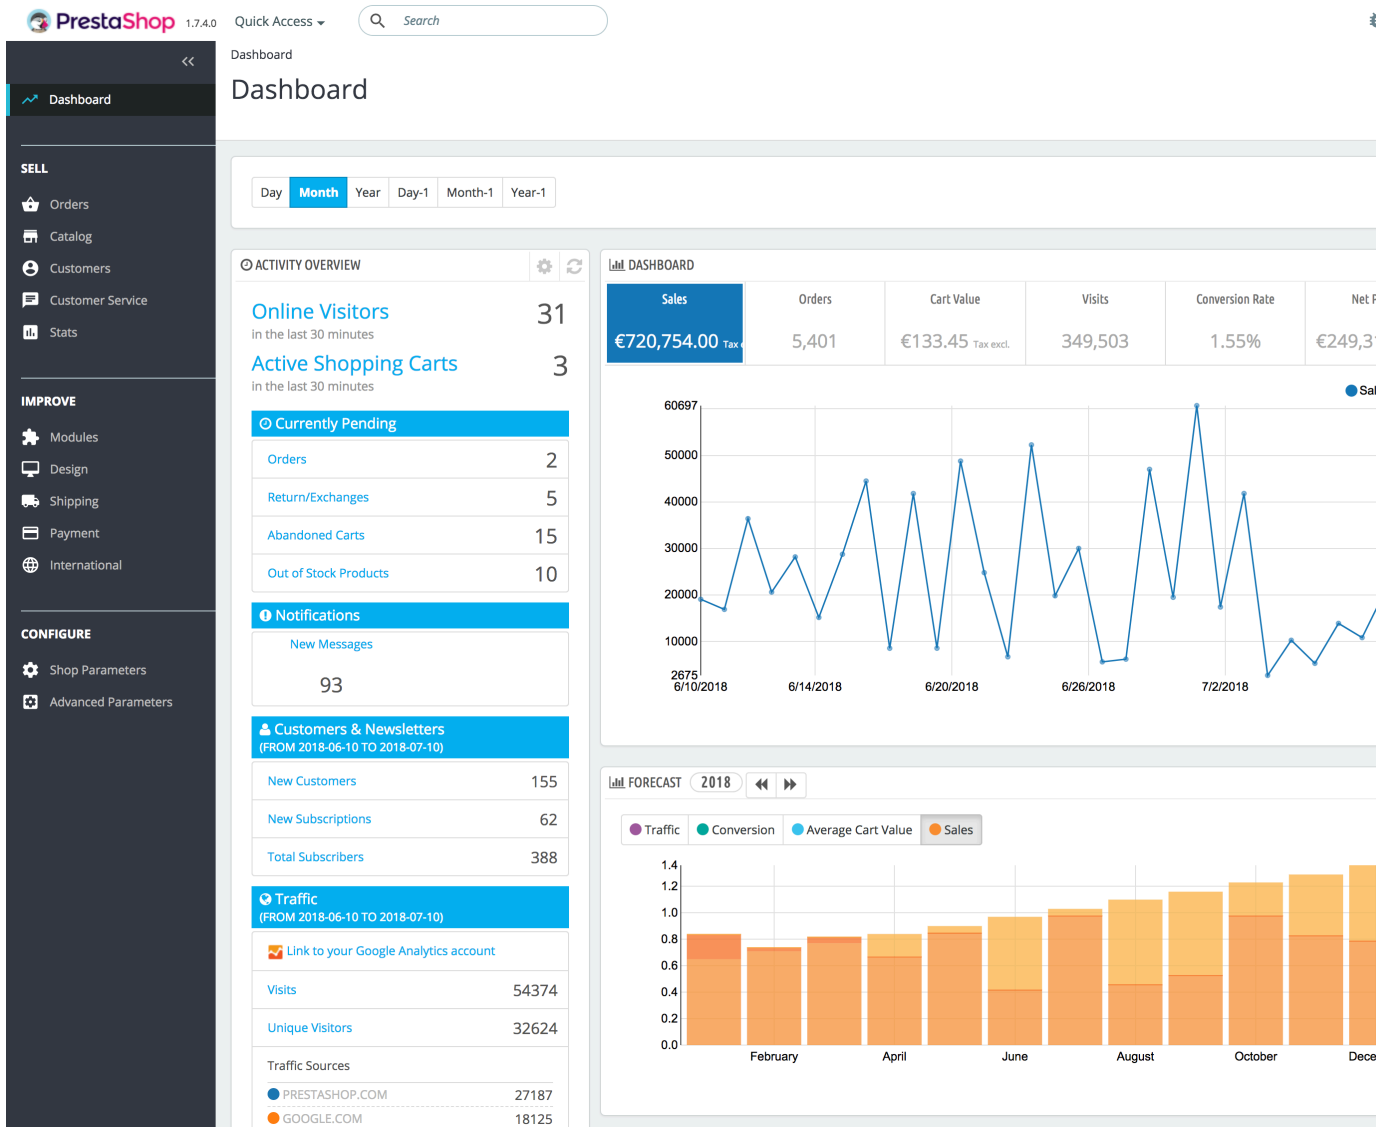 PrestaShop 1.7.4.0 Quick Access Search
Dashboard
Dashboard
Dashboard
SELL
Orders
Catalog
Customers
Customer Service
Stats
IMPROVE
Modules
Design
Shipping
Payment
International
CONFIGURE
Shop Parameters
Advanced Parameters
Day Month Year Day-1 Month-1 Year-1
ACTIVITY OVERVIEW
Online Visitors 31
in the last 30 minutes
Active Shopping Carts 3
in the last 30 minutes
Currently Pending
Orders 2
Return/Exchanges 5
Abandoned Carts 15
Out of Stock Products 10
Notifications
New Messages
93
Customers & Newsletters
(FROM 2018-06-10 TO 2018-07-10)
New Customers 155
New Subscriptions 62
Total Subscribers 388
Traffic
(FROM 2018-06-10 TO 2018-07-10)
Link to your Google Analytics account
Visits 54374
Unique Visitors 32624
Traffic Sources
PRESTASHOP.COM 27187
GOOGLE.COM 18125
DASHBOARD
Sales Orders Cart Value Visits Conversion Rate Net
€720,754.00 Tax 5,401 €133.45 Tax excl. 349,503 1.55% €249,3
Sal
60697
50000
40000
30000
20000
10000
2675
6/10/2018 6/14/2018 6/20/2018 6/26/2018 7/2/2018
FORECAST 2018
Traffic Conversion Average Cart Value Sales
1.4
1.2
1.0
0.8
0.6
0.4
0.2
0.0
February April June August October Dece